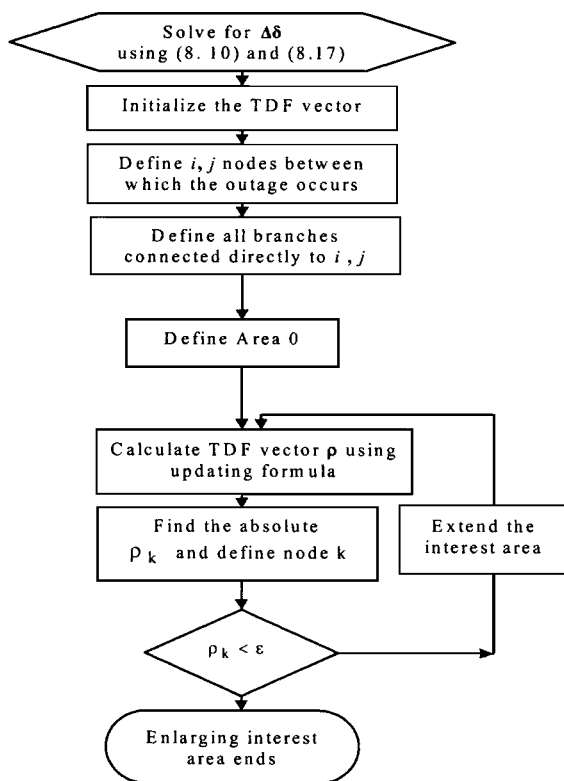 Solve for Δδ
using (8. 10) and (8.17)
Initialize the TDF vector
Define i, j nodes between
which the outage occurs
Define all branches
connected directly to i , j
Define Area 0
Calculate TDF vector ρ using
updating formula
Find the absolute
ρk and define node k
Extend the
interest area
ρk < ε
Enlarging interest
area ends